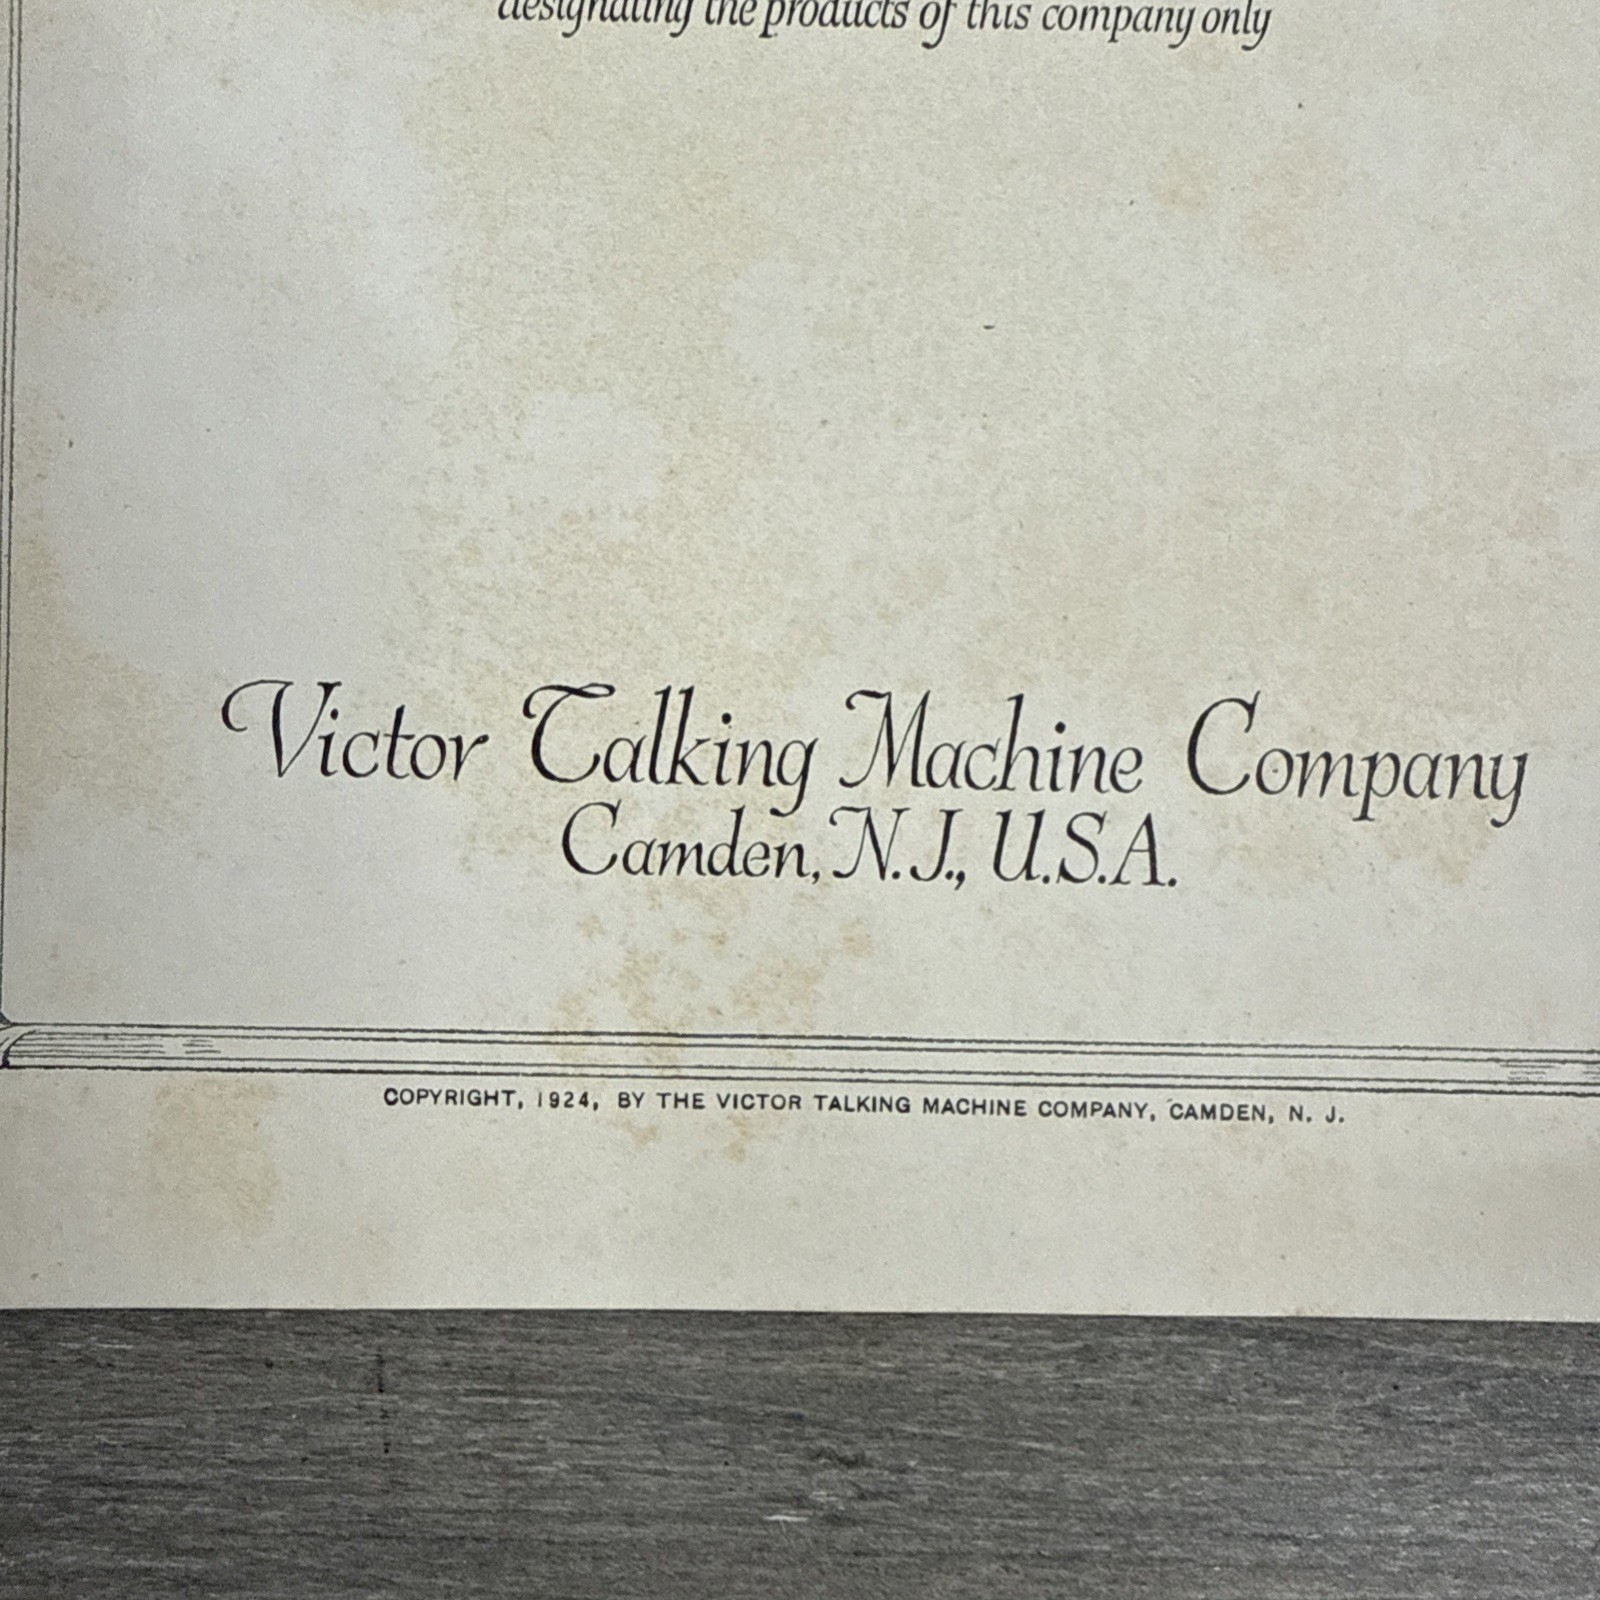 designating the products of this company only
Victor Talking Machine Company
Camden, N.J., U.S.A.
COPYRIGHT, 1924, BY THE VICTOR TALKING MACHINE COMPANY, CAMDEN, N. J.